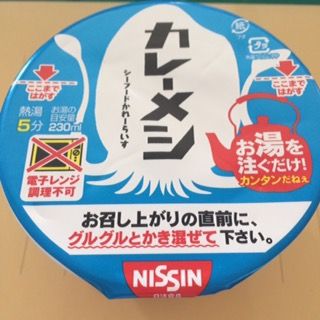 カレーメシ
シーフードかれーらいす
ここまで
はがす
ここまで
はがす
熱湯
5分
お湯の
目安量
230ml
電子レンジ
調理不可
お湯を
注ぐだけ!
カンタンだねぇ
お召し上がりの直前に、
グルグルとかき混ぜて下さい。
NISSIN
日清食品